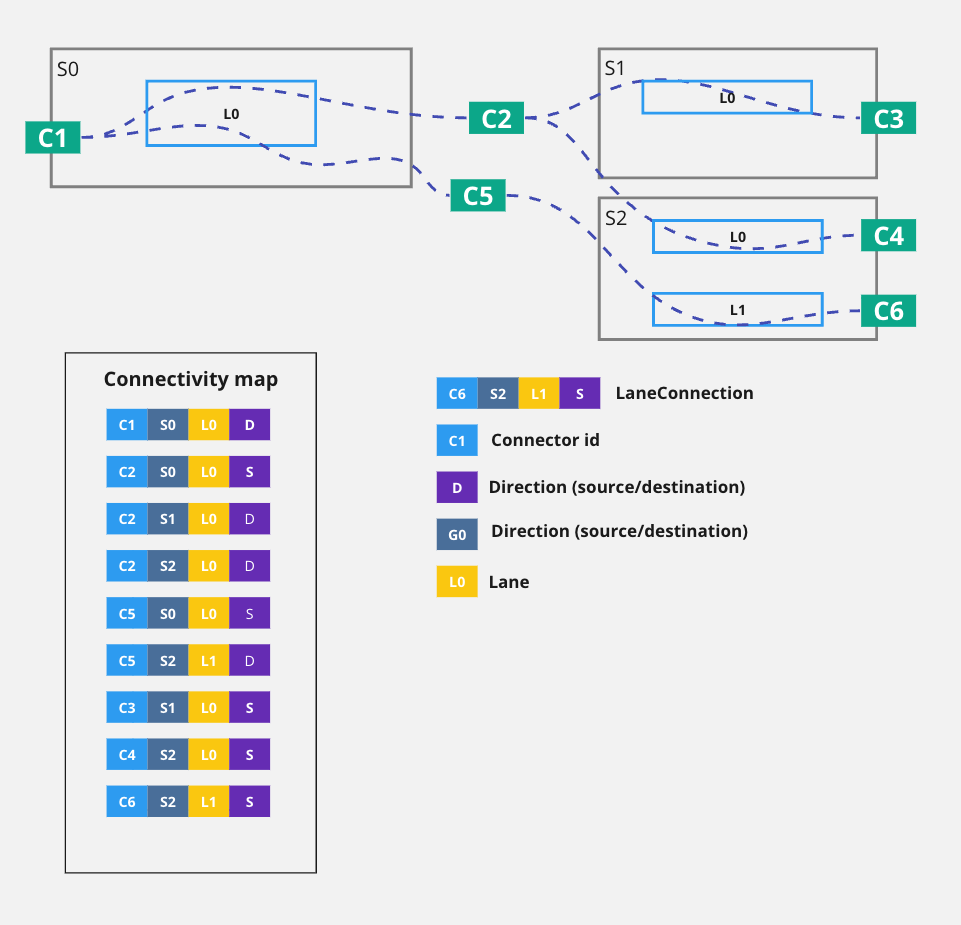 S0
L0
C1
C2
C5
S1
L0
C3
S2
L0
C4
L1
C6
Connectivity map
C1 S0 L0 D
C2 S0 L0 S
C2 S1 L0 D
C2 S2 L0 D
C5 S0 L0 S
C5 S2 L1 D
C3 S1 L0 S
C4 S2 L0 S
C6 S2 L1 S
C6 S2 L1 S LaneConnection
C1 Connector id
D Direction (source/destination)
G0 Direction (source/destination)
L0 Lane